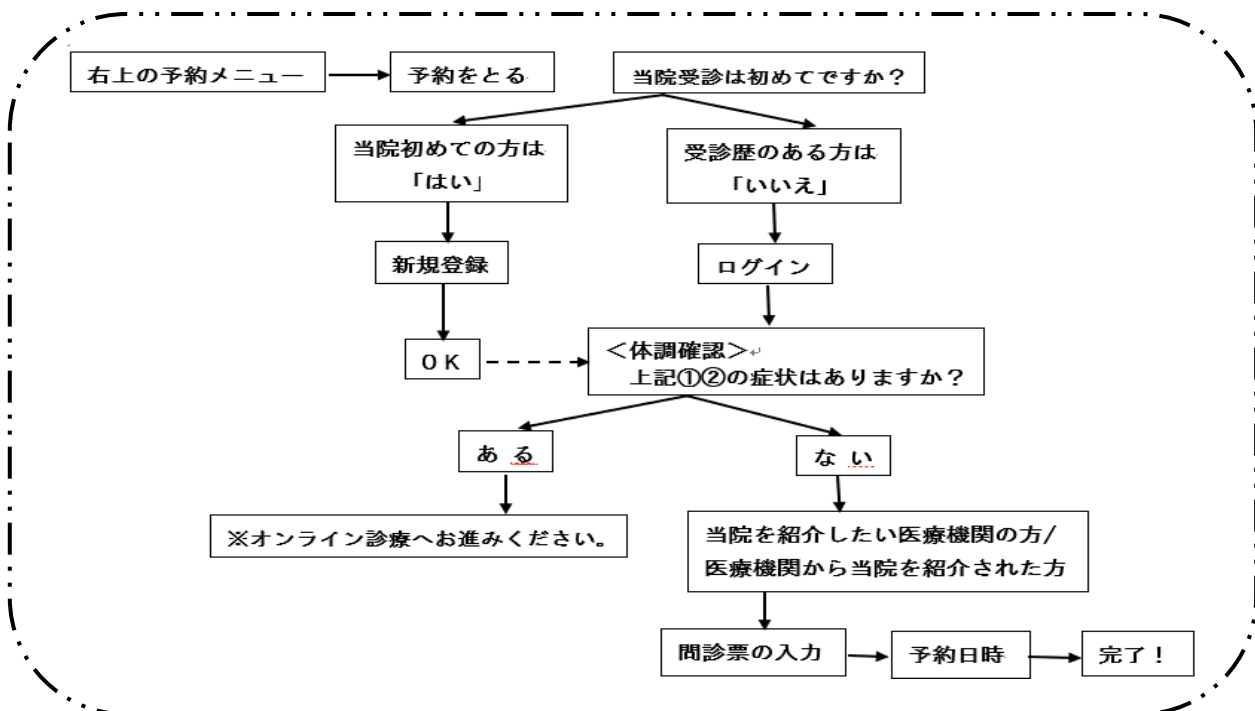 右上の予約メニュー
予約をとる
当院受診は初めてですか？
当院初めての方は
「はい」
受診歴のある方は
「いいえ」
新規登録
ログイン
ＯＫ
＜体調確認＞
上記①②の症状はありますか？
あ る
な い
※オンライン診療へお進みください。
当院を紹介したい医療機関の方/
医療機関から当院を紹介された方
問診票の入力
予約日時
完了！